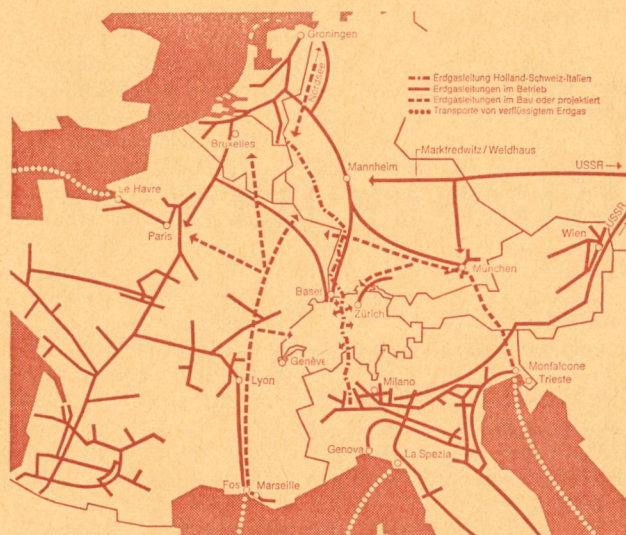 Groningen
Nordsee
Erdgasleitung Holland-Schweiz-Italien
Erdgasleitungen im Betrieb
Erdgasleitungen im Bau oder projektiert
Transporte von verflüssigtem Erdgas
Bruxelles
Marktredwitz/Weidhaus
USSR
Mannheim
Le Havre
Paris
USSR
Wien
München
Basel
Zürich
Genève
Lyon
Milano
Monfalcone
Trieste
Genova
La Spezia
Fos
Marseille